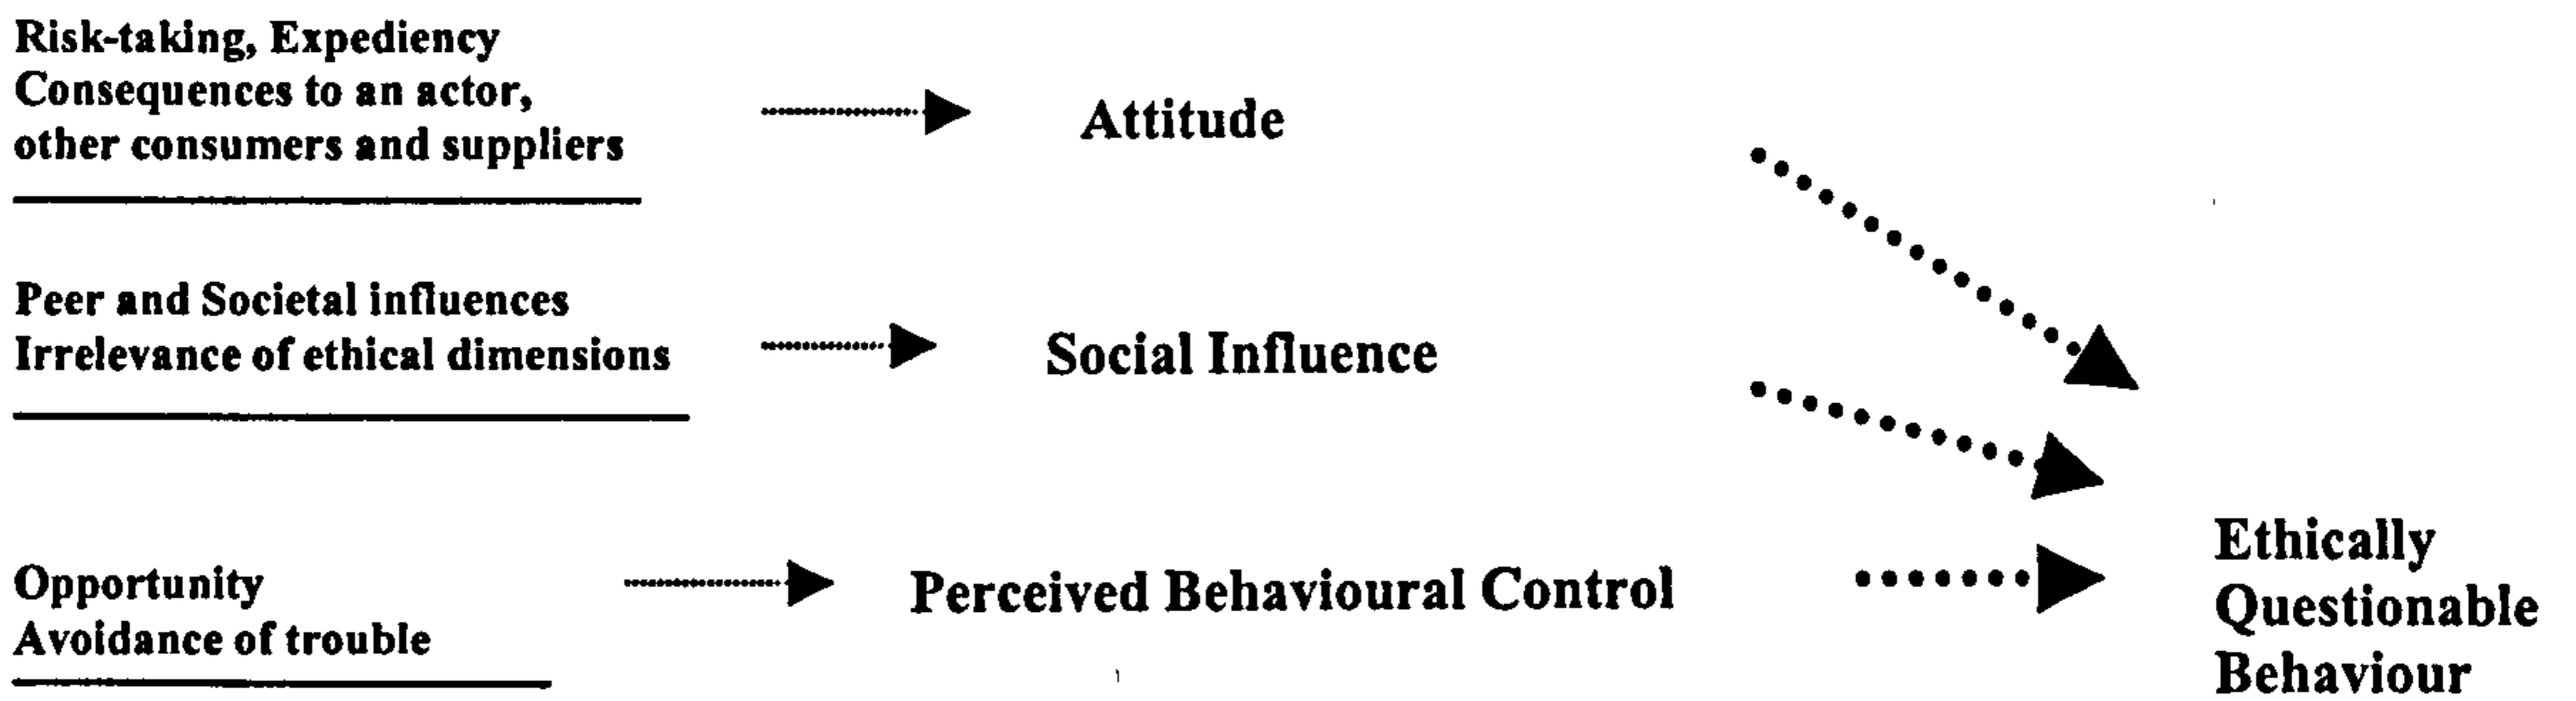 Risk-taking, Expediency
Consequences to an actor,
other consumers and suppliers
Attitude
Peer and Societal influences
Irrelevance of ethical dimensions
Social Influence
Opportunity
Avoidance of trouble
Perceived Behavioural Control
Ethically
Questionable
Behaviour